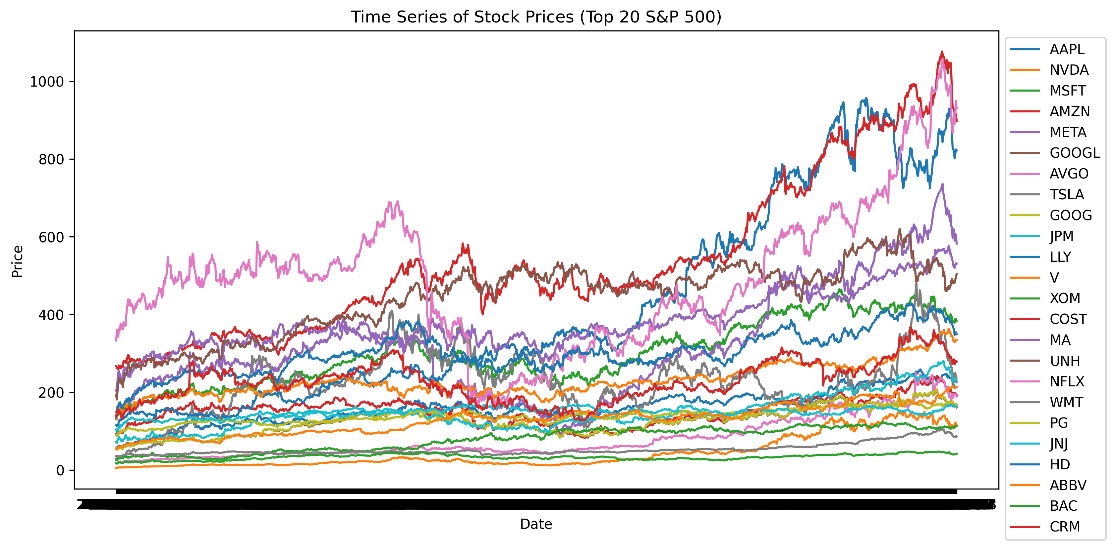 Time Series of Stock Prices (Top 20 S&P 500)
1000
800
600
400
200
0
Price
Date
AAPL
NVDA
MSFT
AMZN
META
GOOGL
AVGO
TSLA
GOOG
JPM
LLY
V
XOM
COST
MA
UNH
NFLX
WMT
PG
JNJ
HD
ABBV
BAC
CRM